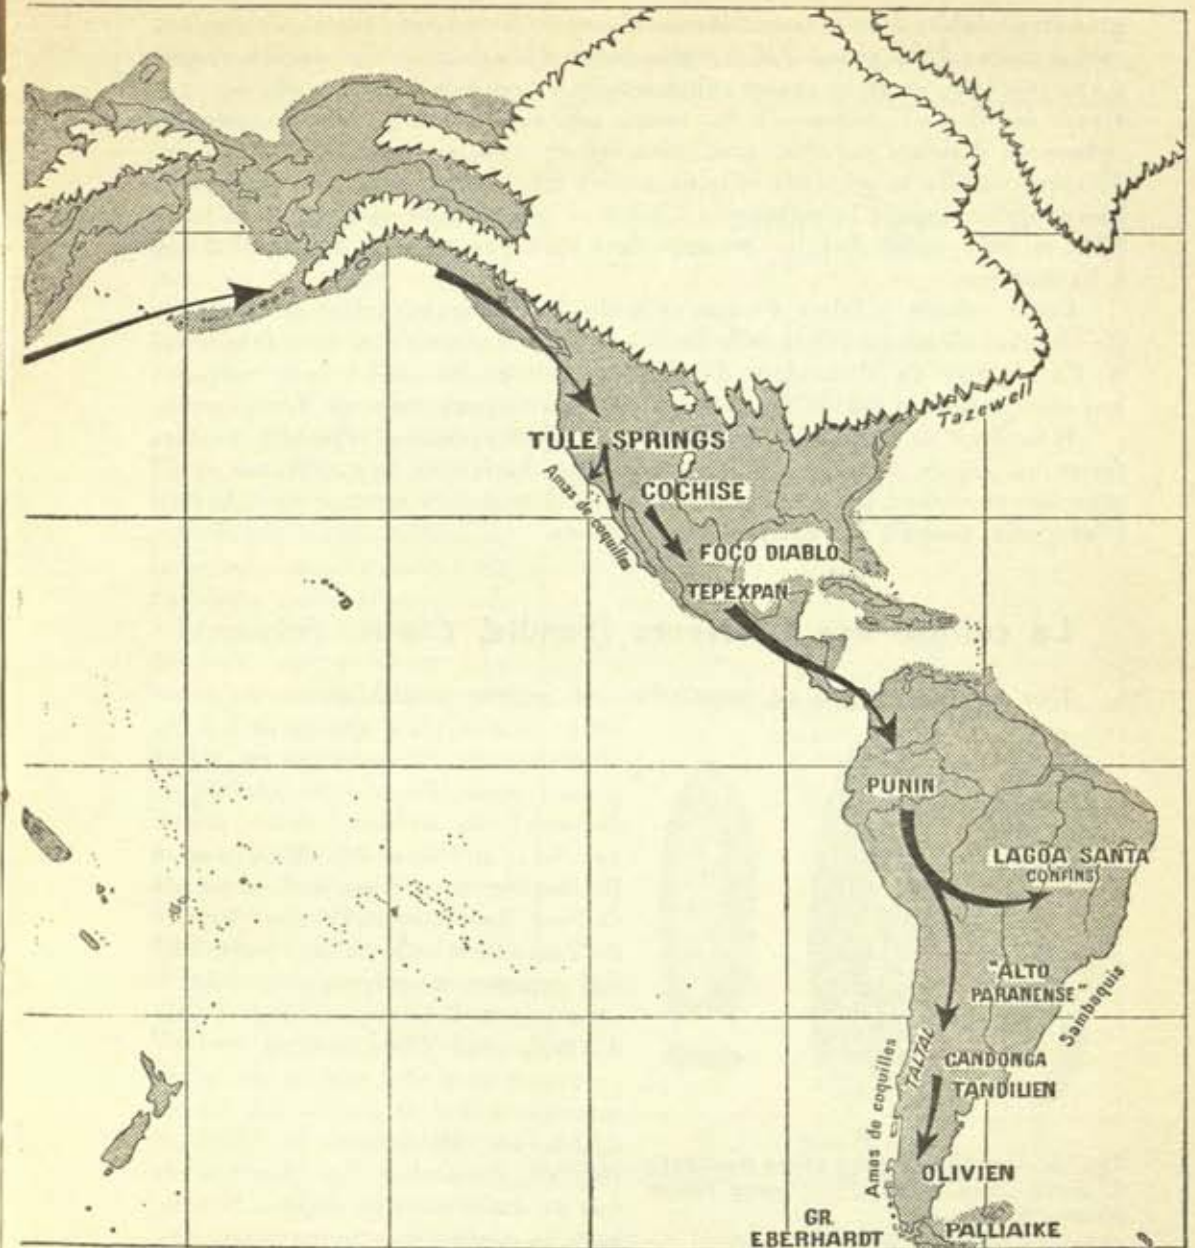 Tazewell
TULE SPRINGS
Amas de coquilles
COCHISE
FOCO DIABLO
TEPEXPAN
PUNIN
LAGOA SANTA
(CONFINS)
"ALTO
PARANENSE"
Sambaquis
TALTAL
Amas de coquilles
CANDONGA
TANDILIEN
OLIVIEN
GR.
EBERHARDT
PALLIAIKE